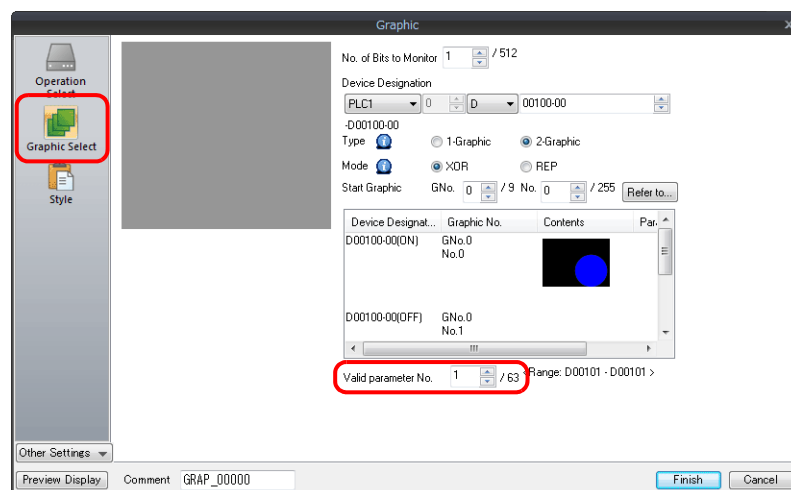 Graphic
Operation
Select
Graphic Select
Style
Other Settings
Preview Display
No. of Bits to Monitor 1 / 512
Device Designation
PLC1 0 D 00100-00
-D00100-00
Type 1-Graphic 2-Graphic
Mode XOR REP
Start Graphic GNo. 0 / 9 No. 0 / 255 Refer to...
Device Designat... Graphic No. Contents Par.
D00100-00(ON) GNo.0
No.0
D00100-00(OFF) GNo.0
No.1
Valid parameter No. 1 / 63 <Range: D00101 - D00101 >
Comment GRAP_00000
Finish Cancel